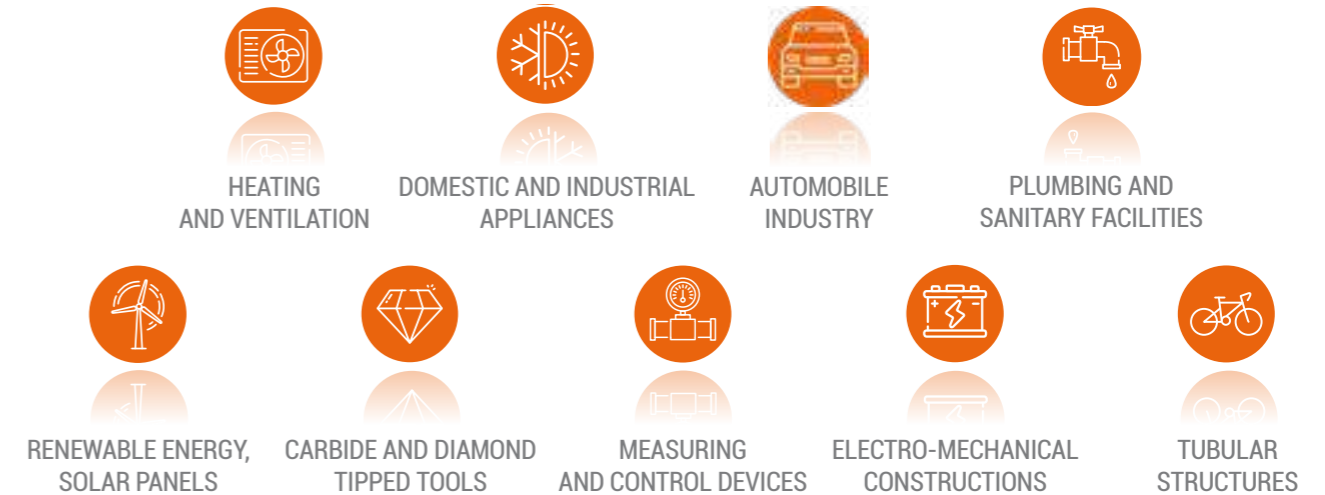 HEATING
AND VENTILATION
DOMESTIC AND INDUSTRIAL
APPLIANCES
AUTOMOBILE
INDUSTRY
PLUMBING AND
SANITARY FACILITIES
RENEWABLE ENERGY,
SOLAR PANELS
CARBIDE AND DIAMOND
TIPPED TOOLS
MEASURING
AND CONTROL DEVICES
ELECTRO-MECHANICAL
CONSTRUCTIONS
TUBULAR
STRUCTURES